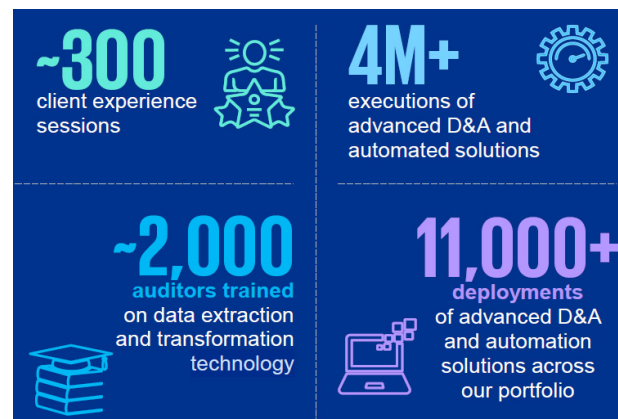 ~300
client experience
sessions
4M+
executions of
advanced D&A and
automated solutions
~2,000
auditors trained
on data extraction
and transformation
technology
11,000+
deployments
of advanced D&A
and automation
solutions across
our portfolio